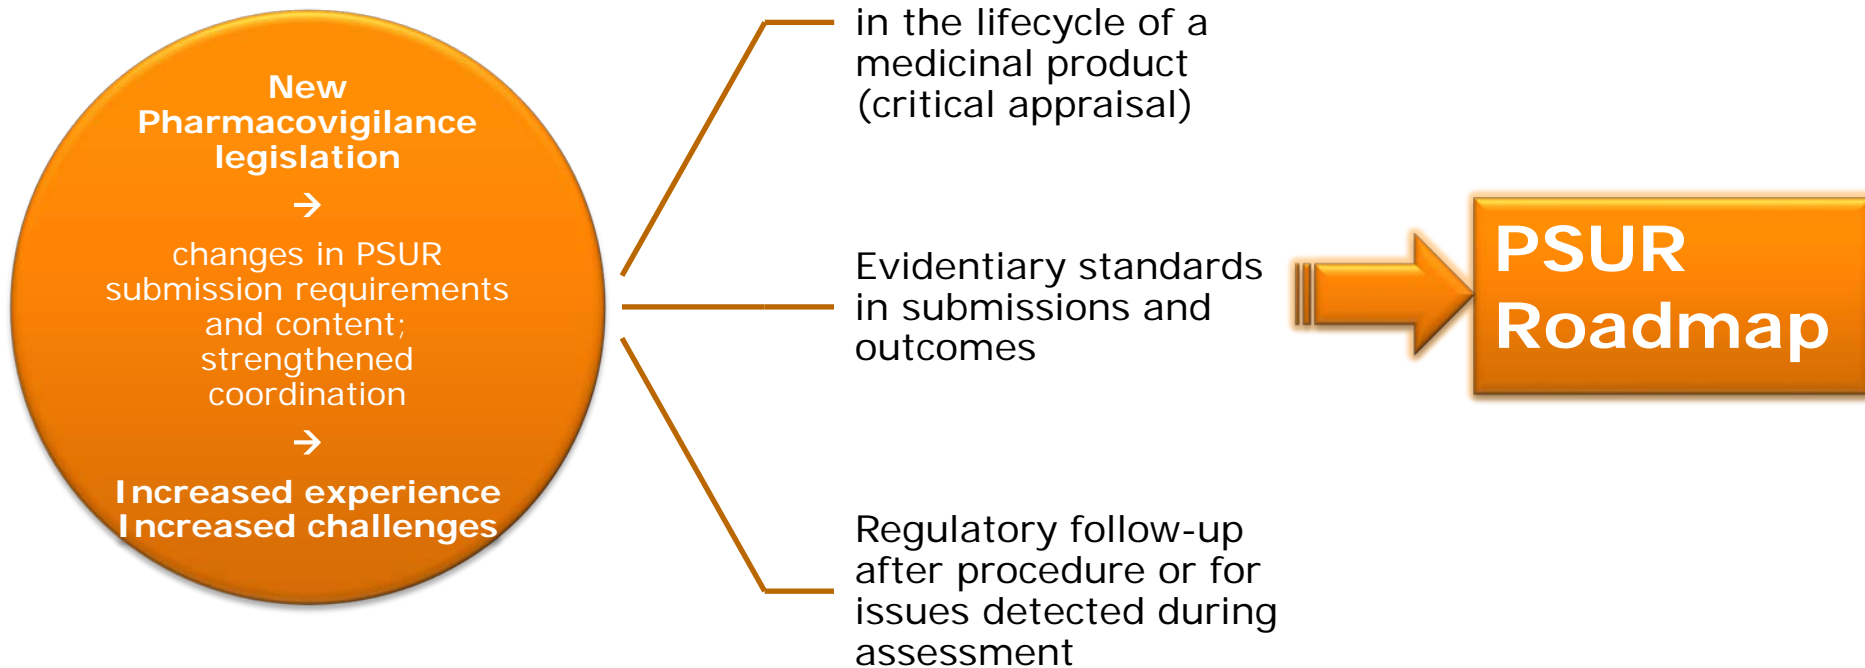 New
Pharmacovigilance
legislation
→
changes in PSUR
submission requirements
and content;
strengthened
coordination
→
Increased experience
Increased challenges
in the lifecycle of a
medicinal product
(critical appraisal)
Evidentiary standards
in submissions and
outcomes
Regulatory follow-up
after procedure or for
issues detected during
assessment
PSUR
Roadmap